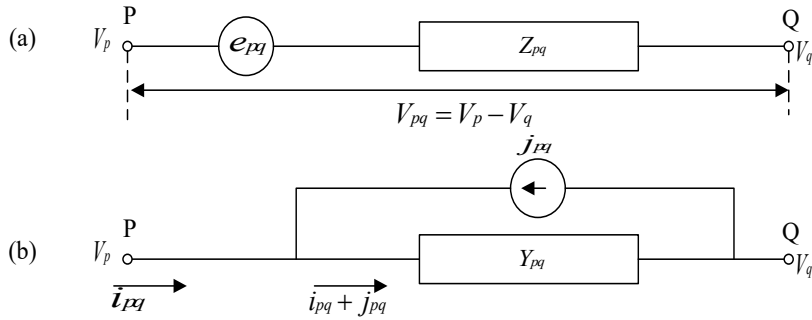 P Q
(a) V_p e_pq Z_pq V_q
V_pq = V_p − V_q
j_pq
P Q
(b) V_p Y_pq V_q
i_pq i_pq + j_pq